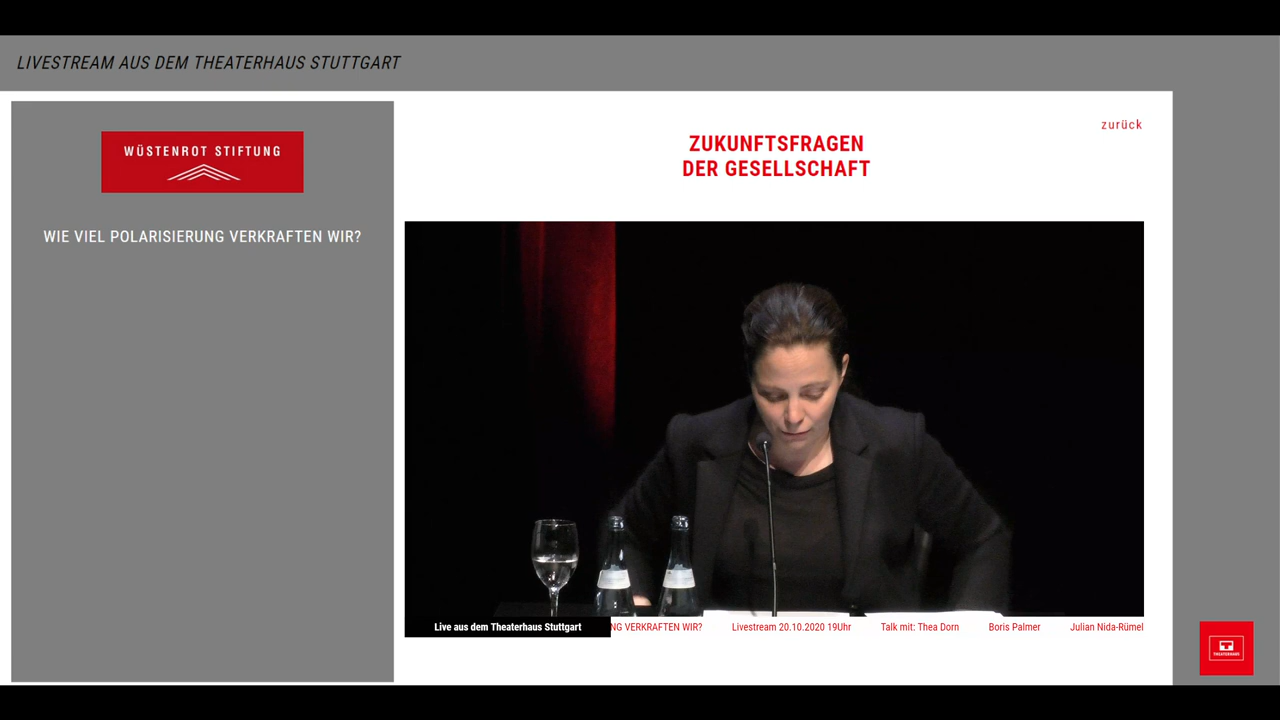 LIVESTREAM AUS DEM THEATERHAUS STUTTGART
WÜSTENROT STIFTUNG
WIE VIEL POLARISIERUNG VERKRAFTEN WIR?
zurück
ZUKUNFTSFRAGEN
DER GESELLSCHAFT
Live aus dem Theaterhaus Stuttgart
NG VERKRAFTEN WIR? Livestream 20.10.2020 19Uhr Talk mit: Thea Dorn Boris Palmer Julian Nida-Rümel
THEATERHAUS